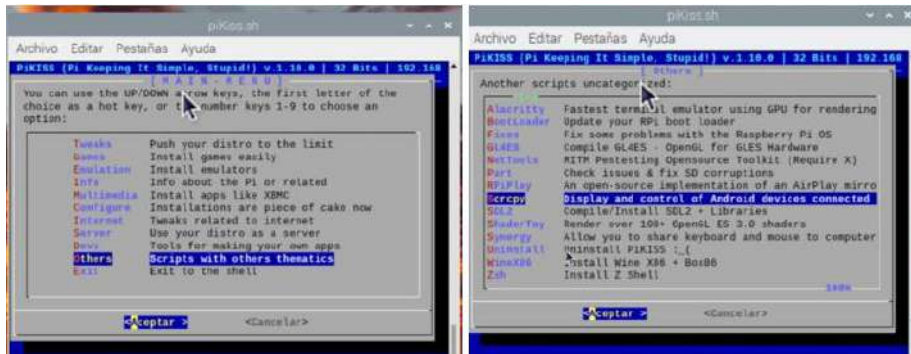 piKiss.sh
Archivo Editar Pestañas Ayuda
PiKISS (Pi Keeping It Simple, Stupid!) v.1.10.0 | 32 Bits | 192.168
[ M A I N - M E N U ]
You can use the UP/DOWN arrow keys, the first letter of the
choice as a hot key, or the number keys 1-9 to choose an
option:
Tweaks Push your distro to the limit
Games Install games easily
Emulation Install emulators
Info Info about the Pi or related
Multimedia Install apps like XBMC
Configure Installations are piece of cake now
Internet Tweaks related to internet
Server Use your distro as a server
Devs Tools for making your own apps
Others Scripts with others thematics
Exit Exit to the shell
<Aceptar > <Cancelar>
piKiss.sh
Archivo Editar Pestañas Ayuda
PiKISS (Pi Keeping It Simple, Stupid!) v.1.10.0 | 32 Bits | 192.168
[ Others ]
Another scripts uncategorized:
Alacritty Fastest terminal emulator using GPU for rendering
BootLoader Update your RPi boot loader
Fixes Fix some problems with the Raspberry Pi OS
GL4ES Compile GL4ES - OpenGL for GLES Hardware
NetTools MITM Pentesting Opensource Toolkit (Require X)
Part Check issues & fix SD corruptions
RPiPlay An open-source implementation of an AirPlay mirro
Scrcpy Display and control of Android devices connected
SDL2 Compile/Install SDL2 + Libraries
ShaderToy Render over 100+ OpenGL ES 3.0 shaders
Synergy Allow you to share keyboard and mouse to computer
Uninstall Uninstall PiKISS :_(
WineX86 Install Wine X86 + Box86
Zsh Install Z Shell
100%
<Aceptar > <Cancelar>